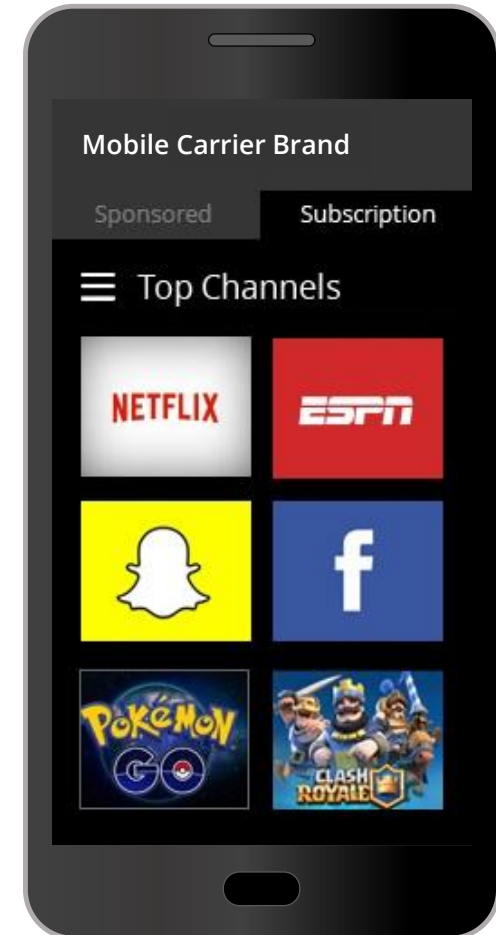 Mobile Carrier Brand
Sponsored Subscription
Top Channels
NETFLIX ESPN
f
POKéMON
GO
CLASH
ROYALE